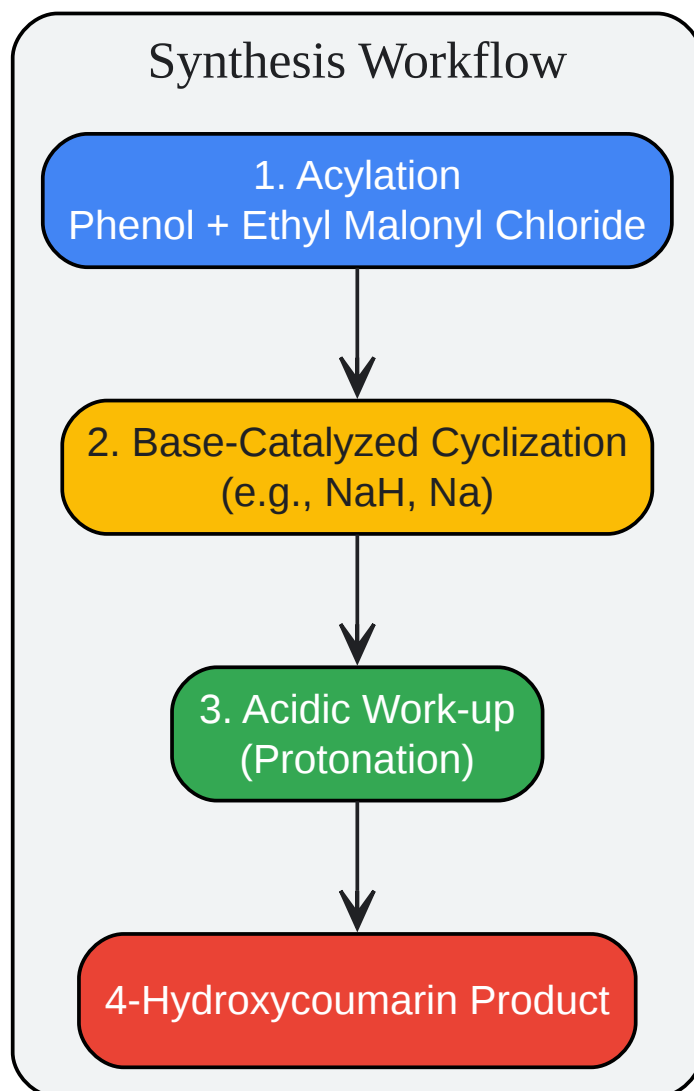 Synthesis Workflow
1. Acylation
Phenol + Ethyl Malonyl Chloride
2. Base-Catalyzed Cyclization
(e.g., NaH, Na)
3. Acidic Work-up
(Protonation)
4-Hydroxycoumarin Product